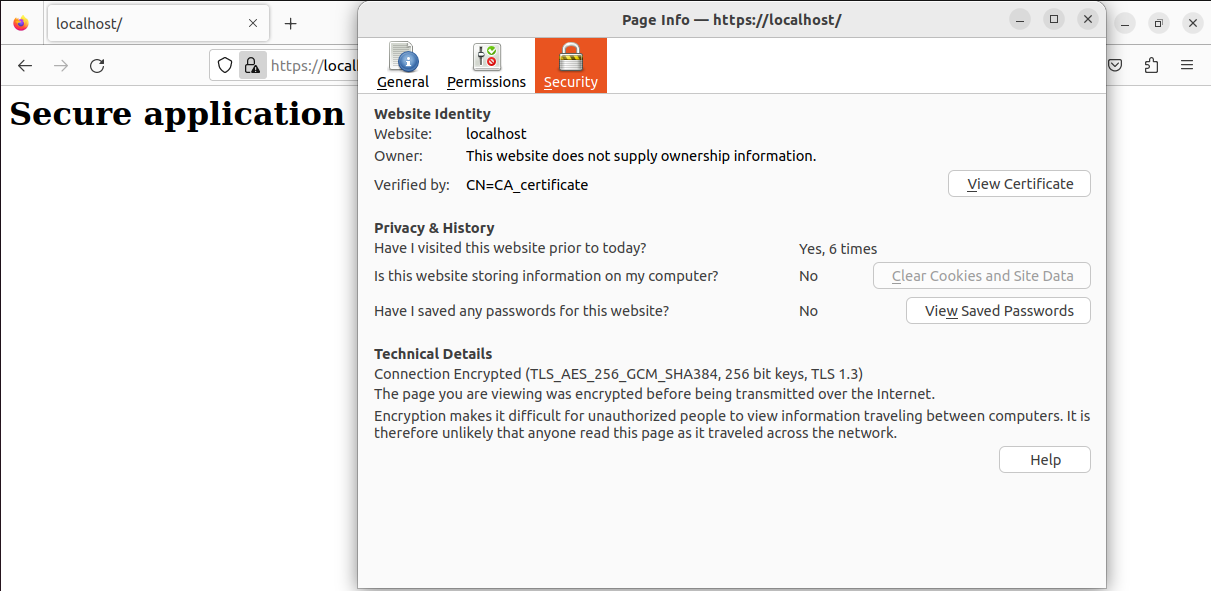 localhost/
Page Info — https://localhost/
https://local
General
Permissions
Security
Secure application
Website Identity
Website: localhost
Owner: This website does not supply ownership information.
Verified by: CN=CA_certificate
View Certificate
Privacy & History
Have I visited this website prior to today? Yes, 6 times
Is this website storing information on my computer? No Clear Cookies and Site Data
Have I saved any passwords for this website? No View Saved Passwords
Technical Details
Connection Encrypted (TLS_AES_256_GCM_SHA384, 256 bit keys, TLS 1.3)
The page you are viewing was encrypted before being transmitted over the Internet.
Encryption makes it difficult for unauthorized people to view information traveling between computers. It is
therefore unlikely that anyone read this page as it traveled across the network.
Help